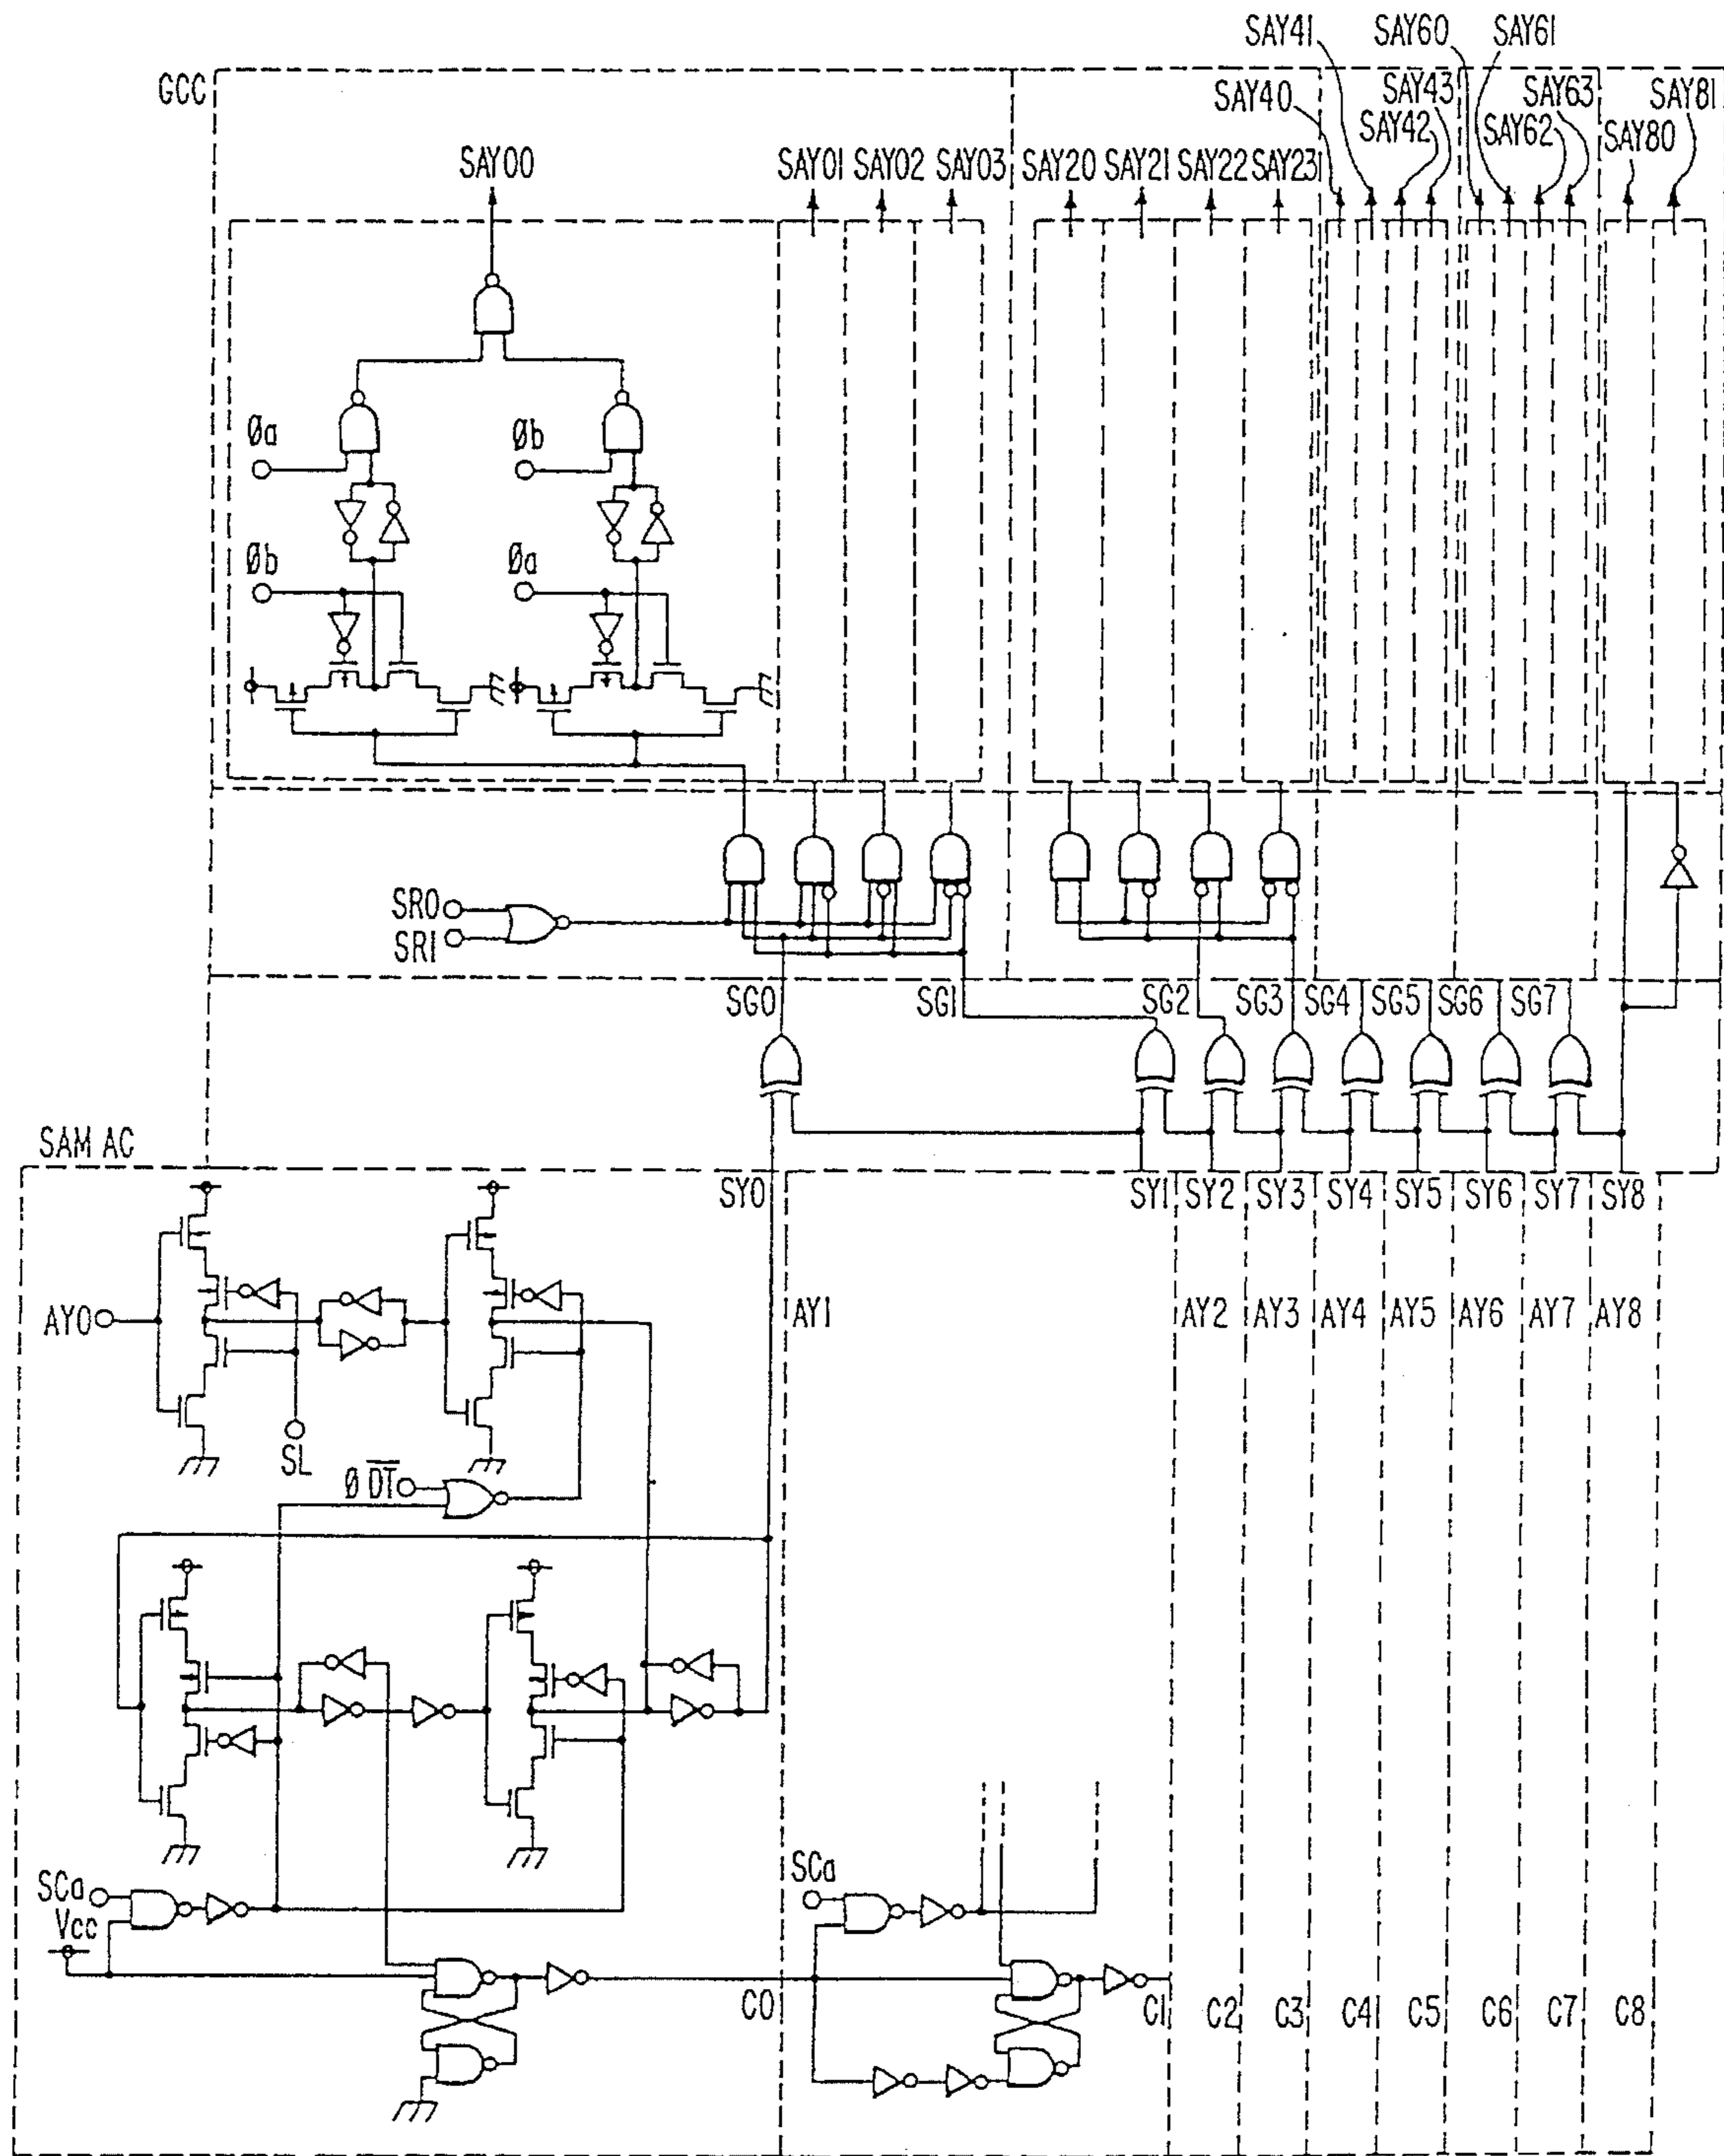 SAY41 SAY60 SAY61
GCC SAY40 SAY43 SAY63 SAY81
SAY42 SAY62 SAY80
SAY00 SAY01 SAY02 SAY03 SAY20 SAY21 SAY22 SAY23
Øa Øb
Øb Øa
SR0
SR1
SG0 SG1 SG2 SG3 SG4 SG5 SG6 SG7
SAM AC
SY0 SY1 SY2 SY3 SY4 SY5 SY6 SY7 SY8
AY0 AY1 AY2 AY3 AY4 AY5 AY6 AY7 AY8
SL
Ø D̅T̅
SCa SCa
Vcc
C0 C1 C2 C3 C4 C5 C6 C7 C8